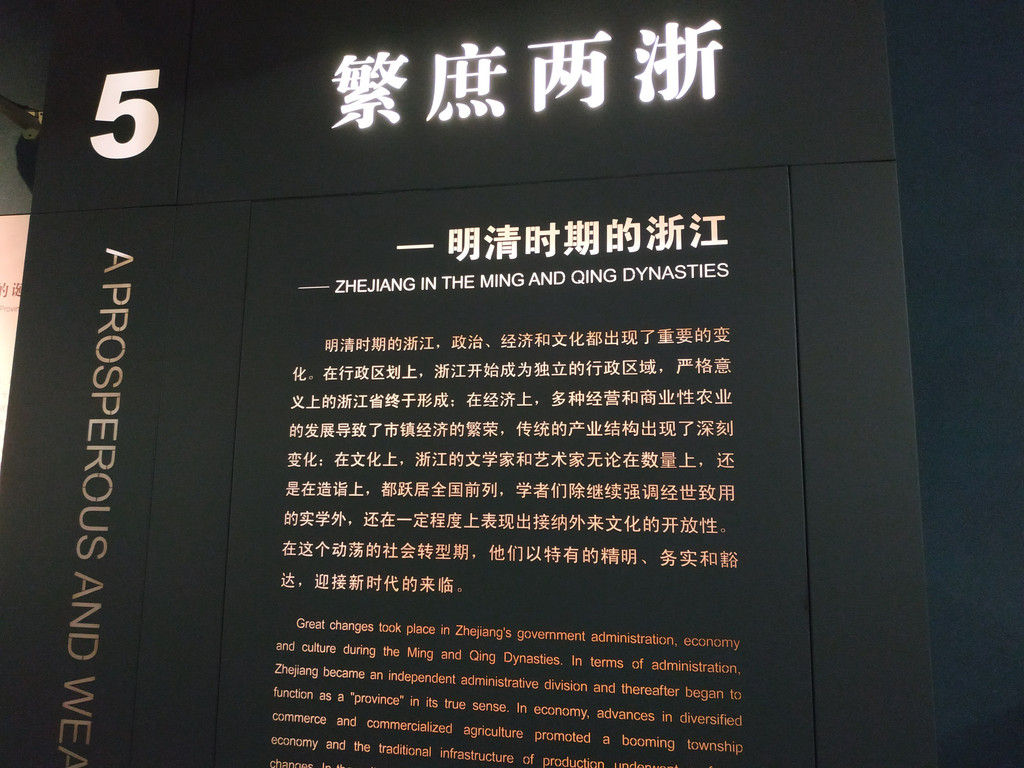 5
繁庶两浙
A PROSPEROUS AND WEA
— 明清时期的浙江
—— ZHEJIANG IN THE MING AND QING DYNASTIES
明清时期的浙江，政治、经济和文化都出现了重要的变
化。在行政区划上，浙江开始成为独立的行政区域，严格意
义上的浙江省终于形成；在经济上，多种经营和商业性农业
的发展导致了市镇经济的繁荣，传统的产业结构出现了深刻
变化；在文化上，浙江的文学家和艺术家无论在数量上，还
是在造诣上，都跃居全国前列，学者们除继续强调经世致用
的实学外，还在一定程度上表现出接纳外来文化的开放性。
在这个动荡的社会转型期，他们以特有的精明、务实和豁
达，迎接新时代的来临。
Great changes took place in Zhejiang's government administration, economy
and culture during the Ming and Qing Dynasties. In terms of administration,
Zhejiang became an independent administrative division and thereafter began to
function as a "province" in its true sense. In economy, advances in diversified
commerce and commercialized agriculture promoted a booming township
economy and the traditional infrastructure of production underwent
changes. In the